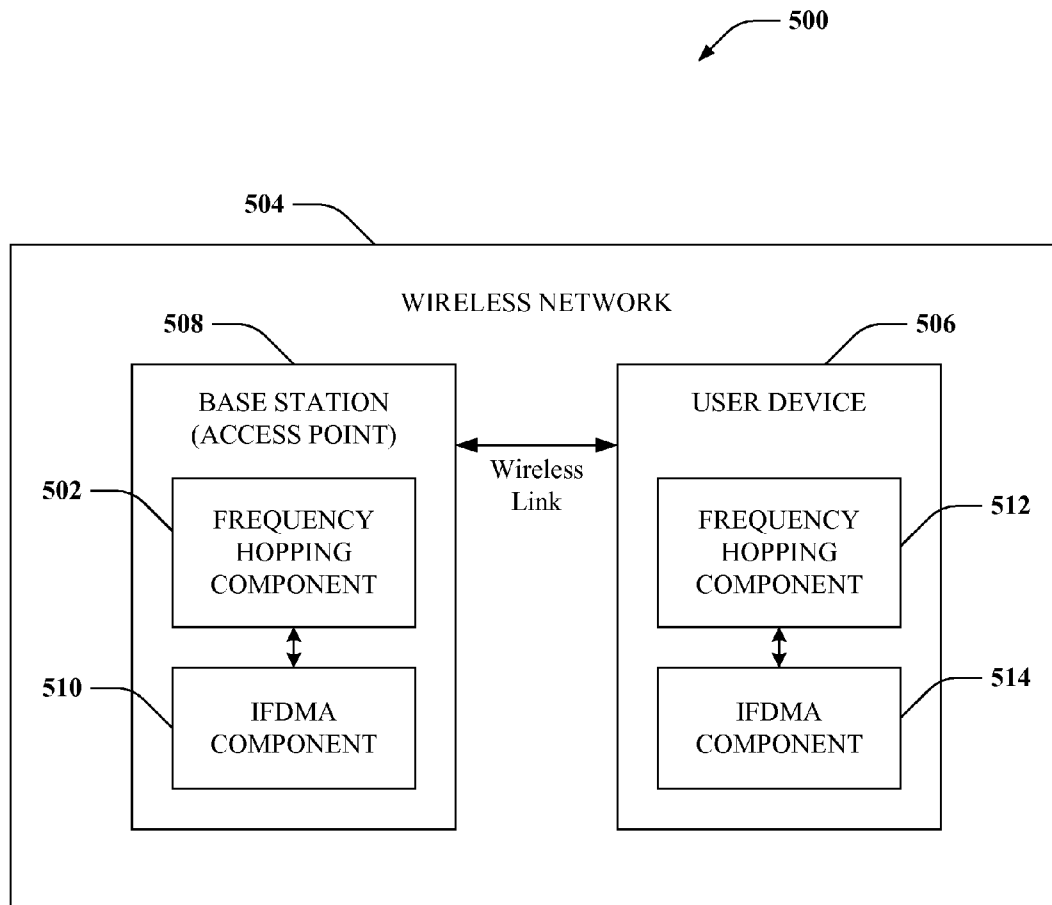 500
504
WIRELESS NETWORK
508
506
BASE STATION
(ACCESS POINT)
USER DEVICE
Wireless
Link
502
FREQUENCY
HOPPING
COMPONENT
512
FREQUENCY
HOPPING
COMPONENT
510
IFDMA
COMPONENT
514
IFDMA
COMPONENT